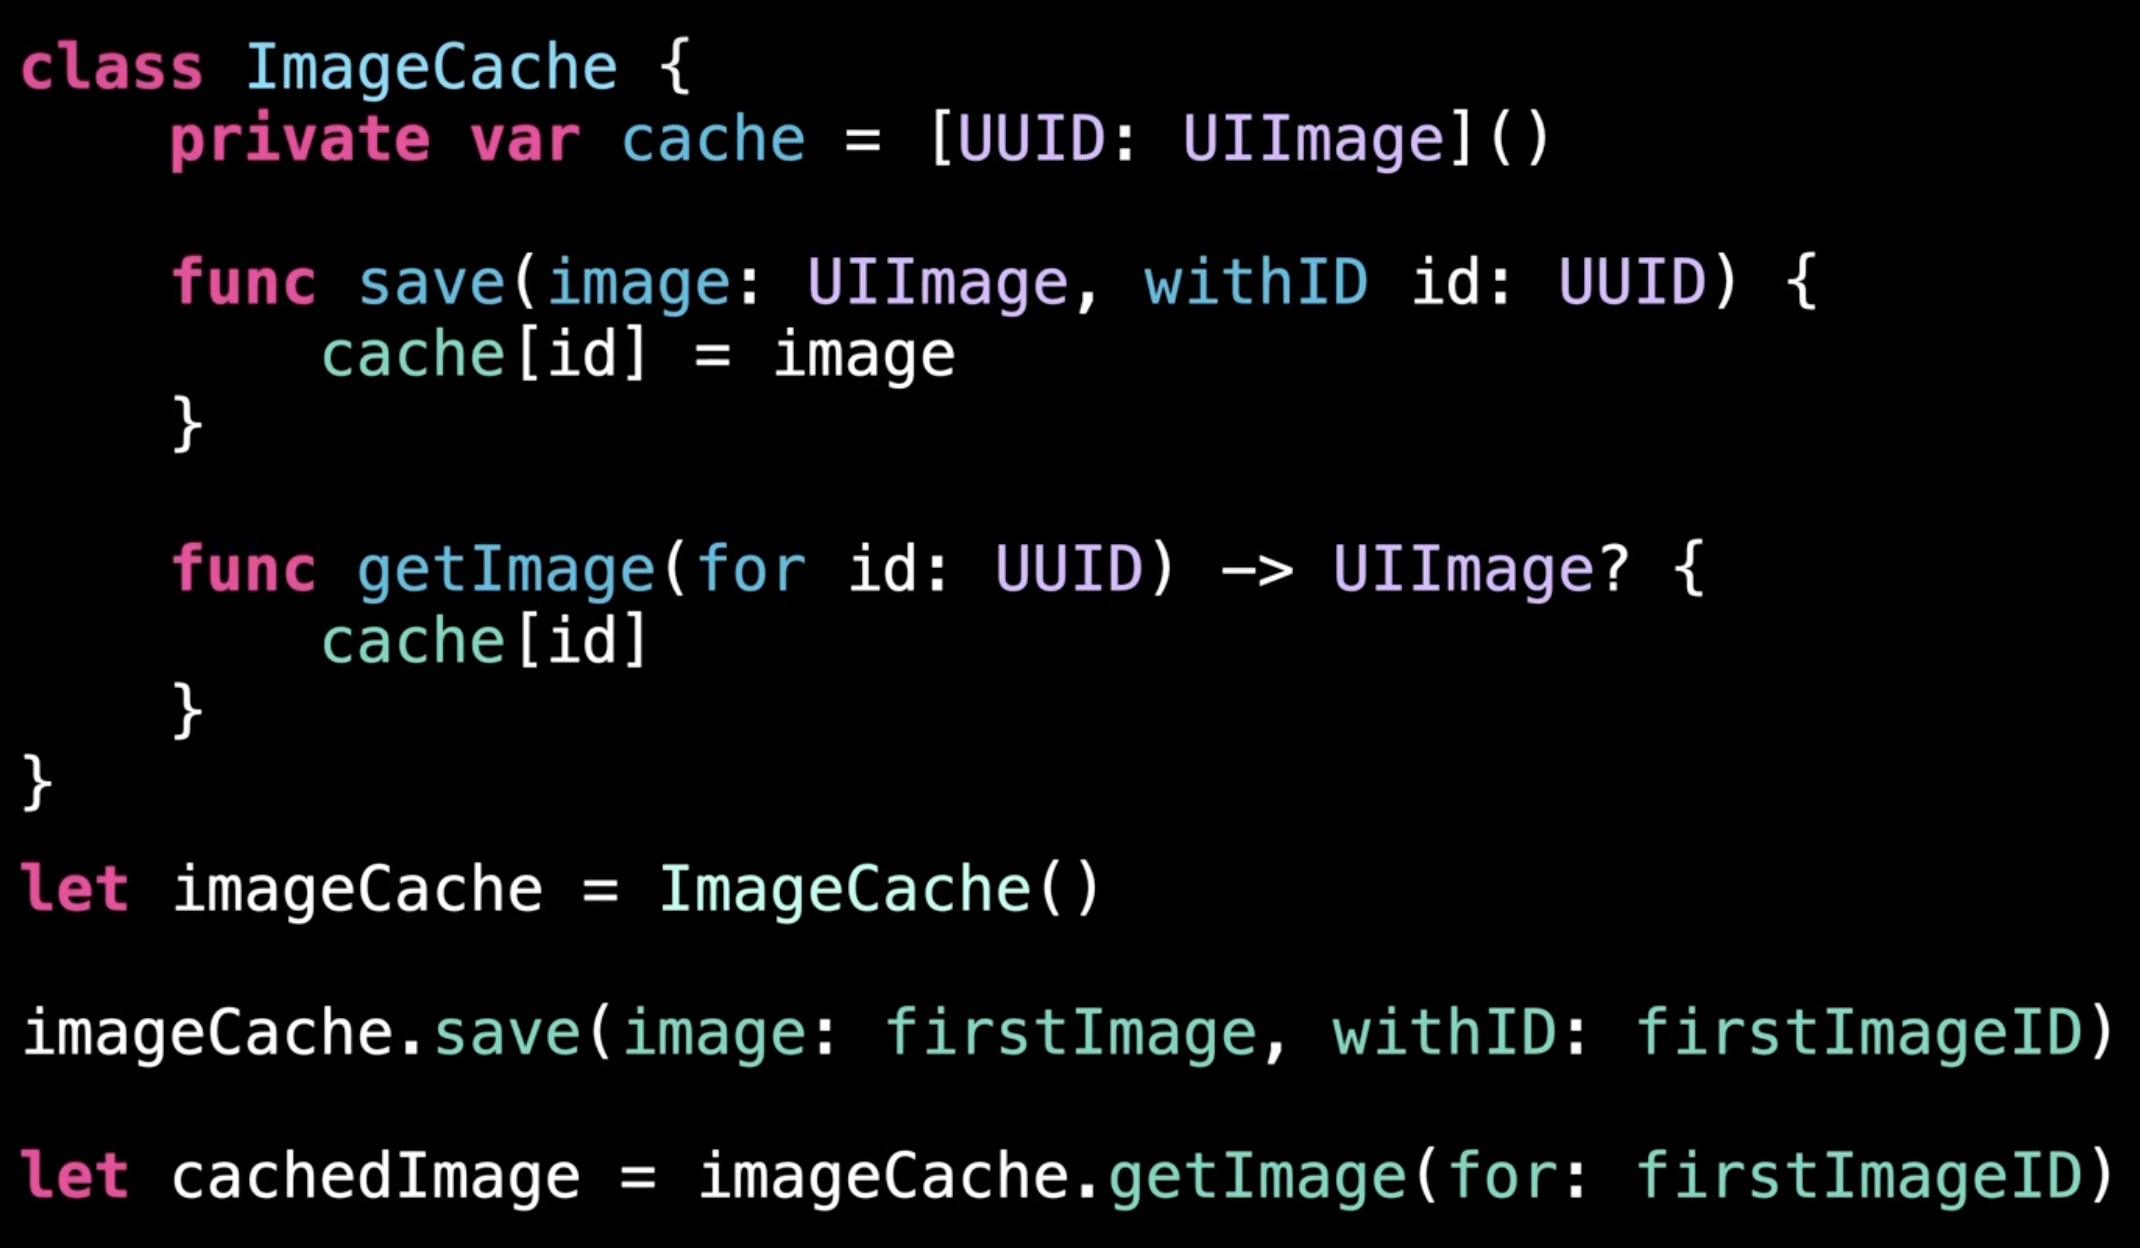 class ImageCache {
    private var cache = [UUID: UIImage]()

    func save(image: UIImage, withID id: UUID) {
        cache[id] = image
    }

    func getImage(for id: UUID) -> UIImage? {
        cache[id]
    }
}
let imageCache = ImageCache()

imageCache.save(image: firstImage, withID: firstImageID)

let cachedImage = imageCache.getImage(for: firstImageID)